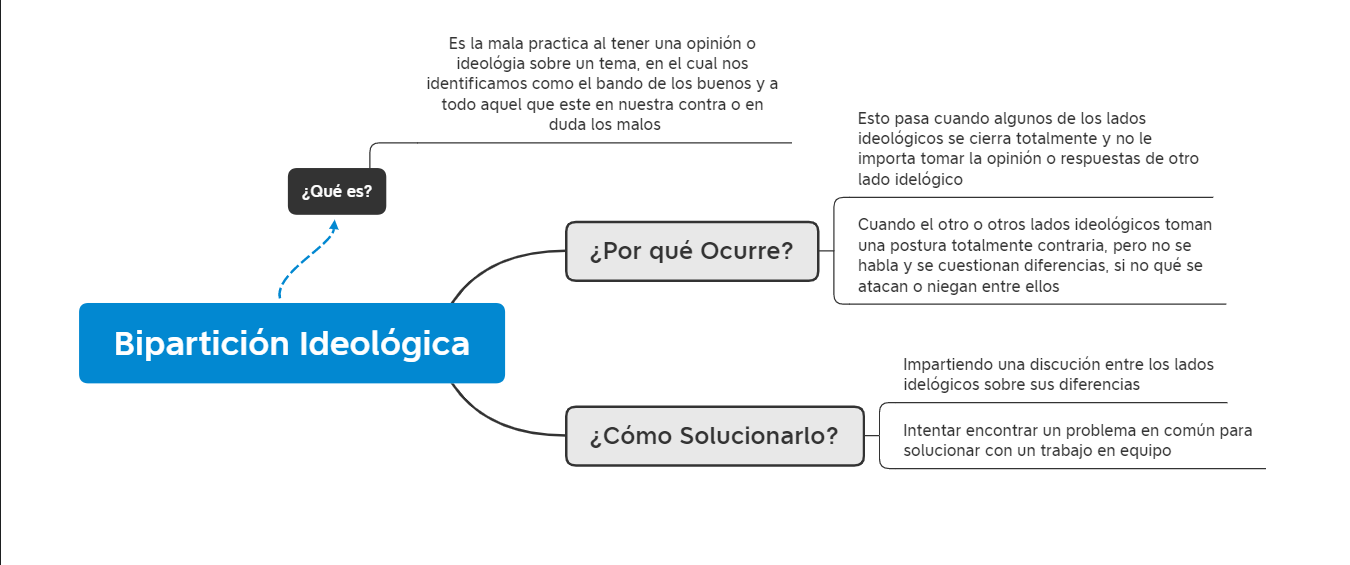 Es la mala practica al tener una opinión o
ideológia sobre un tema, en el cual nos
identificamos como el bando de los buenos y a
todo aquel que este en nuestra contra o en
duda los malos
¿Qué es?
Esto pasa cuando algunos de los lados
ideológicos se cierra totalmente y no le
importa tomar la opinión o respuestas de otro
lado idelógico
¿Por qué Ocurre?
Cuando el otro o otros lados ideológicos toman
una postura totalmente contraria, pero no se
habla y se cuestionan diferencias, si no qué se
atacan o niegan entre ellos
Bipartición Ideológica
¿Cómo Solucionarlo?
Impartiendo una discución entre los lados
idelógicos sobre sus diferencias
Intentar encontrar un problema en común para
solucionar con un trabajo en equipo